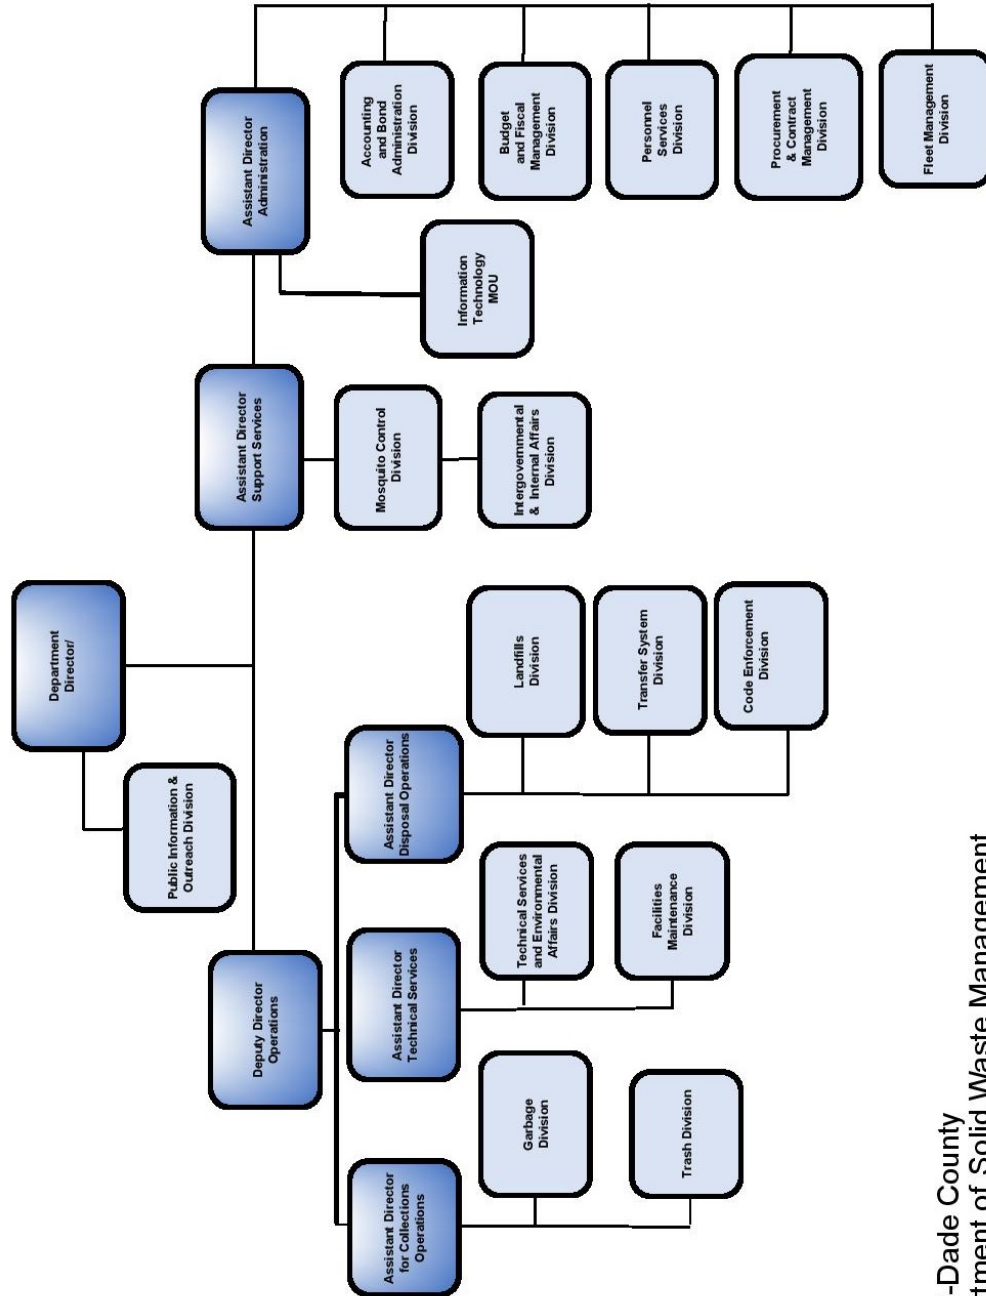 Department
Director/
Public Information &
Outreach Division
Deputy Director
Operations
Assistant Director
Support Services
Assistant Director
Administration
Assistant Director
for Collections
Operations
Assistant Director
Technical Services
Assistant Director
Disposal Operations
Mosquito Control
Division
Information
Technology
MOU
Accounting
and Bond
Administration
Division
Garbage
Division
Technical Services
and Environmental
Affairs Division
Landfills
Division
Intergovernmental
& Internal Affairs
Division
Budget
and Fiscal
Management
Division
Trash Division
Facilities
Maintenance
Division
Transfer System
Division
Personnel
Services
Division
Code Enforcement
Division
Procurement
& Contract
Management
Division
Fleet Management
Division
-Dade County
tment of Solid Waste Management